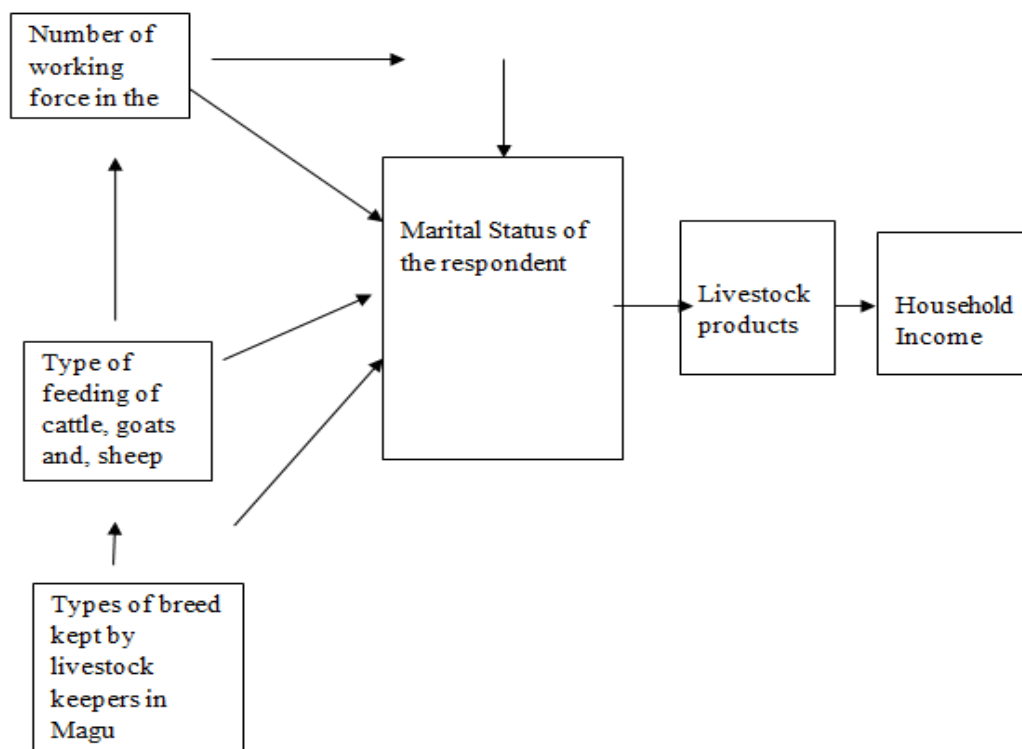 Number of
working
force in the
Marital Status of
the respondent
Livestock
products
Household
Income
Type of
feeding of
cattle, goats
and, sheep
Types of breed
kept by
livestock
keepers in
Magu